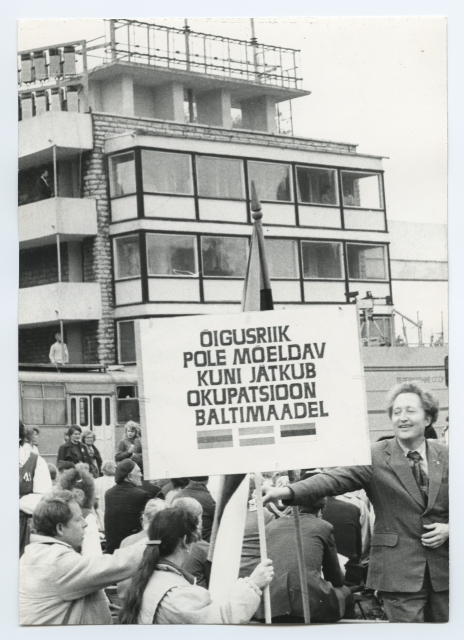 ÕIGUSRIIK
POLE MÕELDAV
KUNI JÄTKUB
OKUPATSIOON
BALTIMAADEL